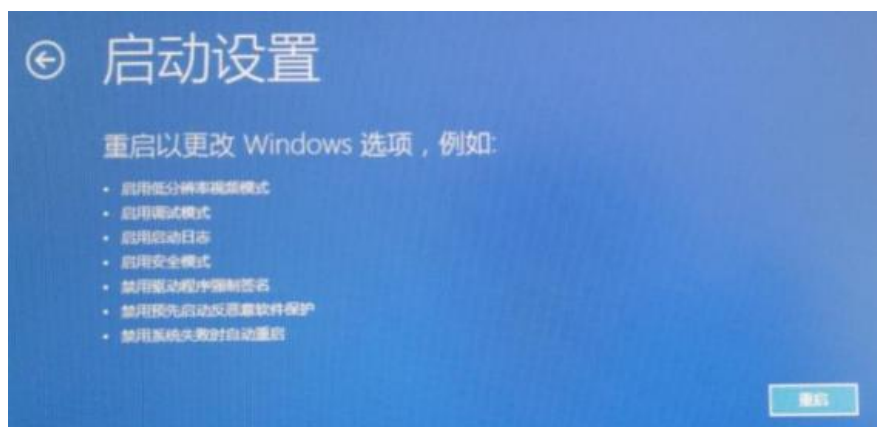 启动设置
重启以更改 Windows 选项，例如:
• 启用低分辨率视频模式
• 启用调试模式
• 启用启动日志
• 启用安全模式
• 禁用驱动程序强制签名
• 禁用预先启动反恶意软件保护
• 禁用系统失败时自动重启
重启